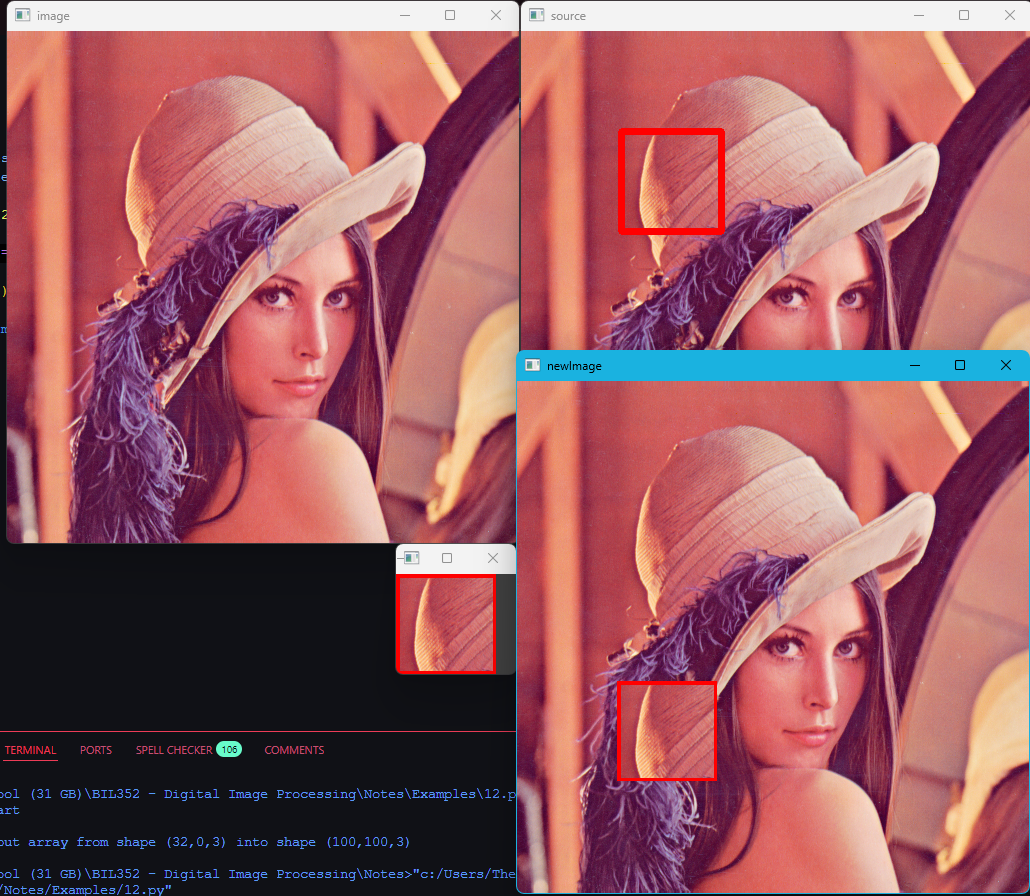 image
source
s
e
2
=
)
m
newImage
TERMINAL PORTS SPELL CHECKER 106 COMMENTS
ool (31 GB)\BIL352 - Digital Image Processing\Notes\Examples\12.p
art
out array from shape (32,0,3) into shape (100,100,3)
ool (31 GB)\BIL352 - Digital Image Processing\Notes>"c:/Users/The
/Notes/Examples/12.py"